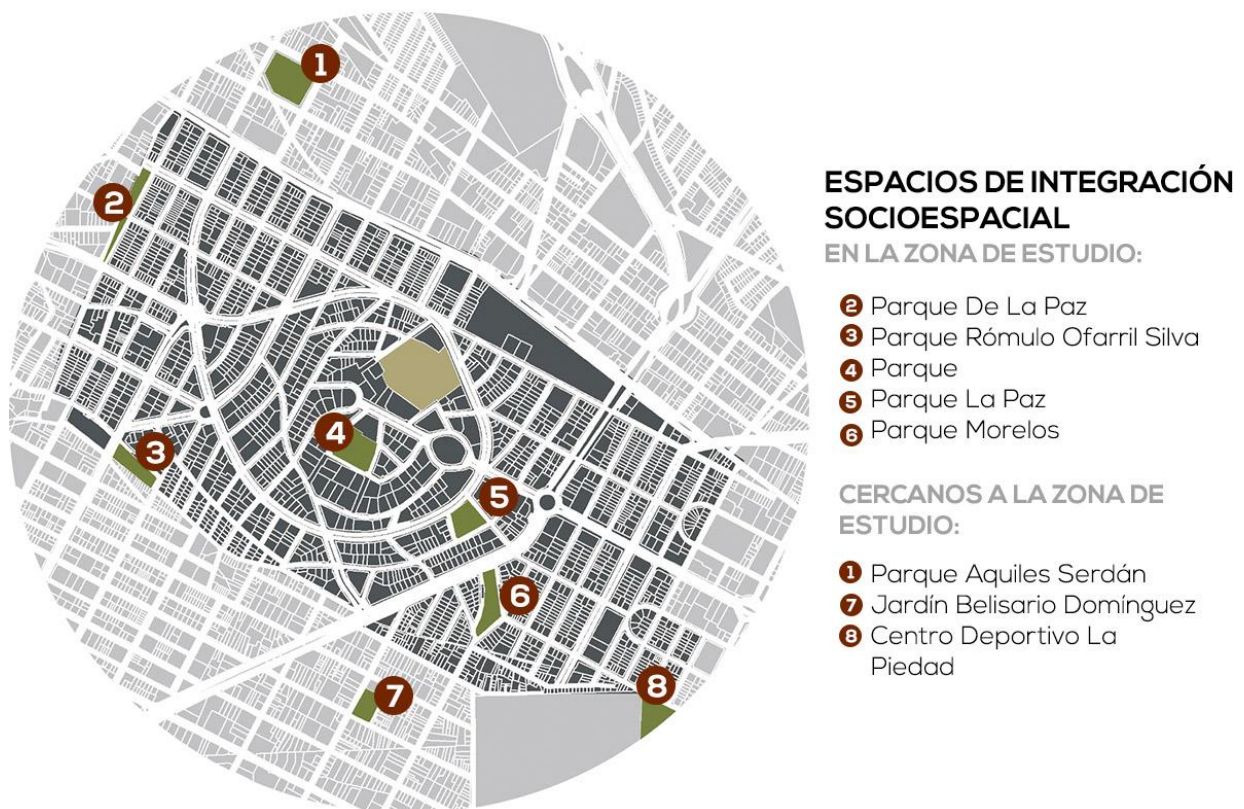 1
2
3
4
5
6
7
8
ESPACIOS DE INTEGRACIÓN
SOCIOESPACIAL
EN LA ZONA DE ESTUDIO:
2 Parque De La Paz
3 Parque Rómulo Ofarril Silva
4 Parque
5 Parque La Paz
6 Parque Morelos
CERCANOS A LA ZONA DE
ESTUDIO:
1 Parque Aquiles Serdán
7 Jardín Belisario Domínguez
8 Centro Deportivo La
Piedad